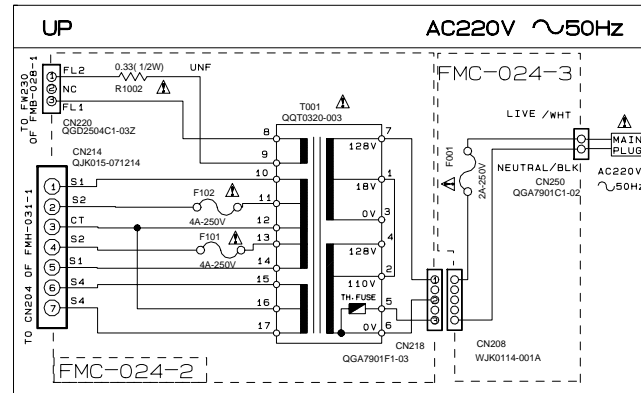 UP
AC220V ～50Hz
FL2
0.33( 1/2W)
UNF
R1002
1
2
3
NC
FL1
TO FW230
OF FMB-028-1
CN220
QGD2504C1-03Z
T001
QQT0320-003
FMC-024-3
LIVE /WHT
MAIN
PLUG
NEUTRAL/BLK
CN250
QGA7901C1-02
AC220V
～50Hz
F001
2A-250V
CN214
QJK015-071214
8
9
10
11
12
13
14
15
16
17
7
1
3
4
2
5
6
128V
18V
0V
128V
110V
TH. FUSE
0V
1
S1
2
S2
3
CT
4
S2
5
S1
6
S4
7
S4
F102
4A-250V
F101
4A-250V
TO CN204 OF FMH-031-1
1
2
3
CN218
QGA7901F1-03
CN208
WJK0114-001A
FMC-024-2